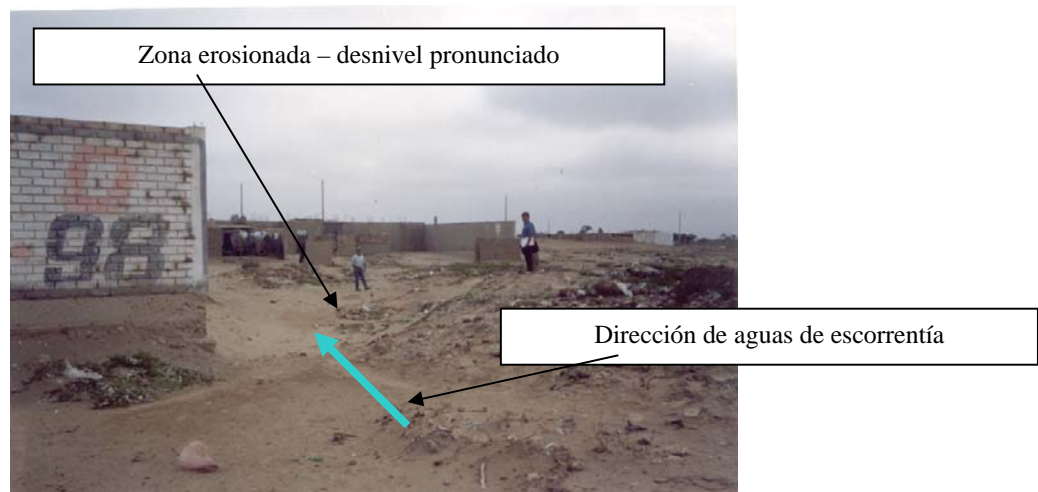 Zona erosionada – desnivel pronunciado
98
Dirección de aguas de escorrentía